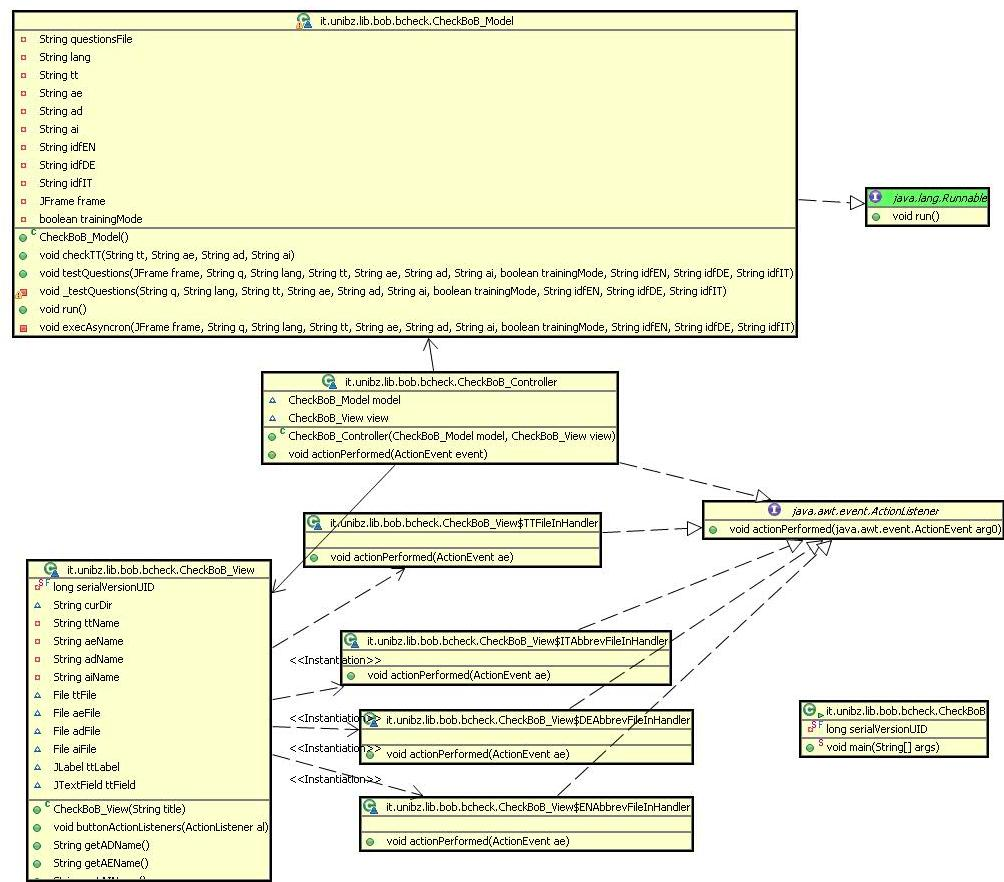 it.unibz.lib.bob.bcheck.CheckBoB_Model
String questionsFile
String lang
String tt
String ae
String ad
String ai
String idfEN
String idfDE
String idfIT
JFrame frame
boolean trainingMode
CheckBoB_Model()
void checkTT(String tt, String ae, String ad, String ai)
void testQuestions(JFrame frame, String q, String lang, String tt, String ae, String ad, String ai, boolean trainingMode, String idfEN, String idfDE, String idfIT)
void _testQuestions(String q, String lang, String tt, String ae, String ad, String ai, boolean trainingMode, String idfEN, String idfDE, String idfIT)
void run()
void execAsyncron(JFrame frame, String q, String lang, String tt, String ae, String ad, String ai, boolean trainingMode, String idfEN, String idfDE, String idfIT)
java.lang.Runnable
void run()
it.unibz.lib.bob.bcheck.CheckBoB_Controller
CheckBoB_Model model
CheckBoB_View view
CheckBoB_Controller(CheckBoB_Model model, CheckBoB_View view)
void actionPerformed(ActionEvent event)
java.awt.event.ActionListener
void actionPerformed(java.awt.event.ActionEvent arg0)
it.unibz.lib.bob.bcheck.CheckBoB_View$TTFileInHandler
void actionPerformed(ActionEvent ae)
it.unibz.lib.bob.bcheck.CheckBoB_View
long serialVersionUID
String curDir
String ttName
String aeName
String adName
String aiName
File ttFile
File aeFile
File adFile
File aiFile
JLabel ttLabel
JTextField ttField
CheckBoB_View(String title)
void buttonActionListeners(ActionListener al)
String getADName()
String getAEName()
it.unibz.lib.bob.bcheck.CheckBoB_View$ITAbbrevFileInHandler
void actionPerformed(ActionEvent ae)
<<Instantiation>>
<<Instantiation>>
<<Instantiation>>
<<Instantiation>>
it.unibz.lib.bob.bcheck.CheckBoB_View$DEAbbrevFileInHandler
void actionPerformed(ActionEvent ae)
it.unibz.lib.bob.bcheck.CheckBoB_View$ENAbbrevFileInHandler
void actionPerformed(ActionEvent ae)
it.unibz.lib.bob.bcheck.CheckBoB
long serialVersionUID
void main(String[] args)